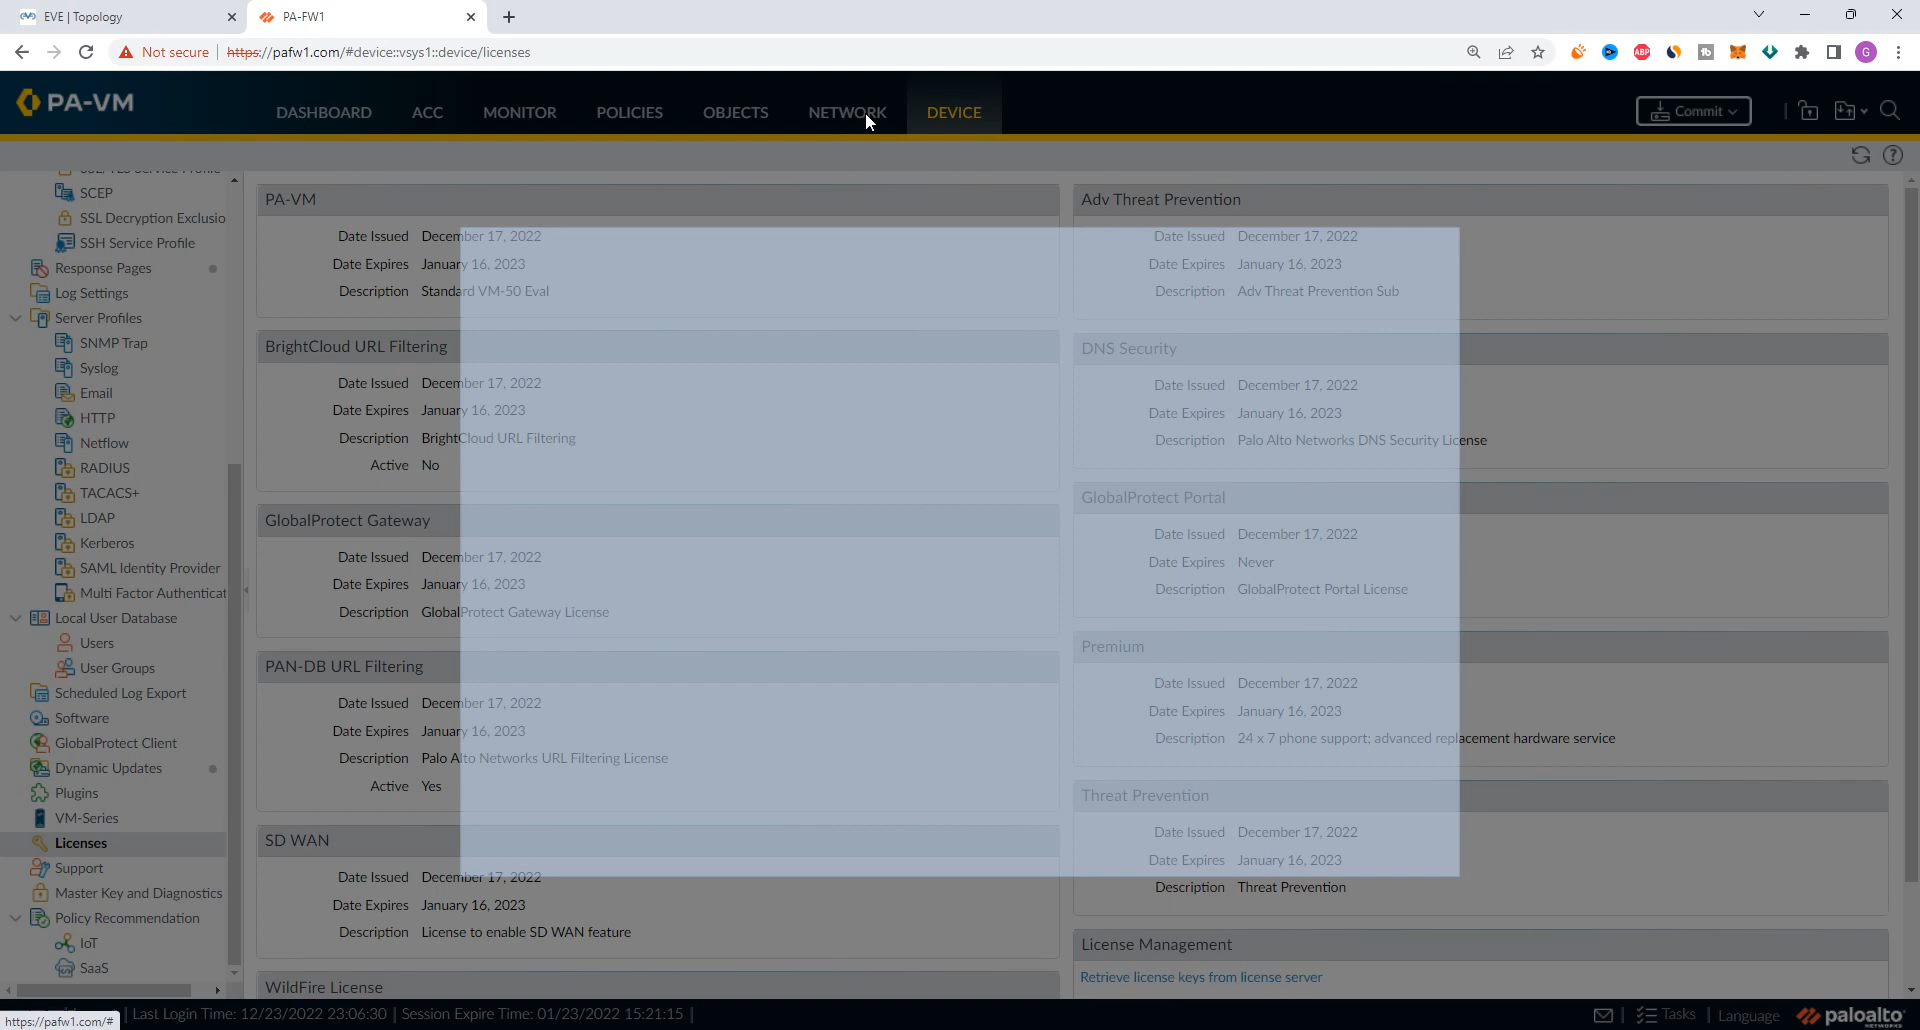 EVE | Topology
PA-FW1
Not secure
https://pafw1.com/#device::vsys1::device/licenses
ABP
G
PA-VM
DASHBOARD
ACC
MONITOR
POLICIES
OBJECTS
NETWORK
DEVICE
Commit
SCEP
SSL Decryption Exclusio
SSH Service Profile
Response Pages
Log Settings
Server Profiles
SNMP Trap
Syslog
Email
HTTP
Netflow
RADIUS
TACACS+
LDAP
Kerberos
SAML Identity Provider
Multi Factor Authenticat
Local User Database
Users
User Groups
Scheduled Log Export
Software
GlobalProtect Client
Dynamic Updates
Plugins
VM-Series
Licenses
Support
Master Key and Diagnostics
Policy Recommendation
IoT
SaaS
PA-VM
Date Issued December 17, 2022
Date Expires January 16, 2023
Description Standard VM-50 Eval
BrightCloud URL Filtering
Date Issued December 17, 2022
Date Expires January 16, 2023
Description BrightCloud URL Filtering
Active No
GlobalProtect Gateway
Date Issued December 17, 2022
Date Expires January 16, 2023
Description GlobalProtect Gateway License
PAN-DB URL Filtering
Date Issued December 17, 2022
Date Expires January 16, 2023
Description Palo Alto Networks URL Filtering License
Active Yes
SD WAN
Date Issued December 17, 2022
Date Expires January 16, 2023
Description License to enable SD WAN feature
WildFire License
Adv Threat Prevention
Date Issued December 17, 2022
Date Expires January 16, 2023
Description Adv Threat Prevention Sub
DNS Security
Date Issued December 17, 2022
Date Expires January 16, 2023
Description Palo Alto Networks DNS Security License
GlobalProtect Portal
Date Issued December 17, 2022
Date Expires Never
Description GlobalProtect Portal License
Premium
Date Issued December 17, 2022
Date Expires January 16, 2023
Description 24 x 7 phone support; advanced replacement hardware service
Threat Prevention
Date Issued December 17, 2022
Date Expires January 16, 2023
Description Threat Prevention
License Management
Retrieve license keys from license server
https://pafw1.com/#
Last Login Time: 12/23/2022 23:06:30 | Session Expire Time: 01/23/2022 15:21:15 |
Tasks | Language
paloalto
NETWORKS